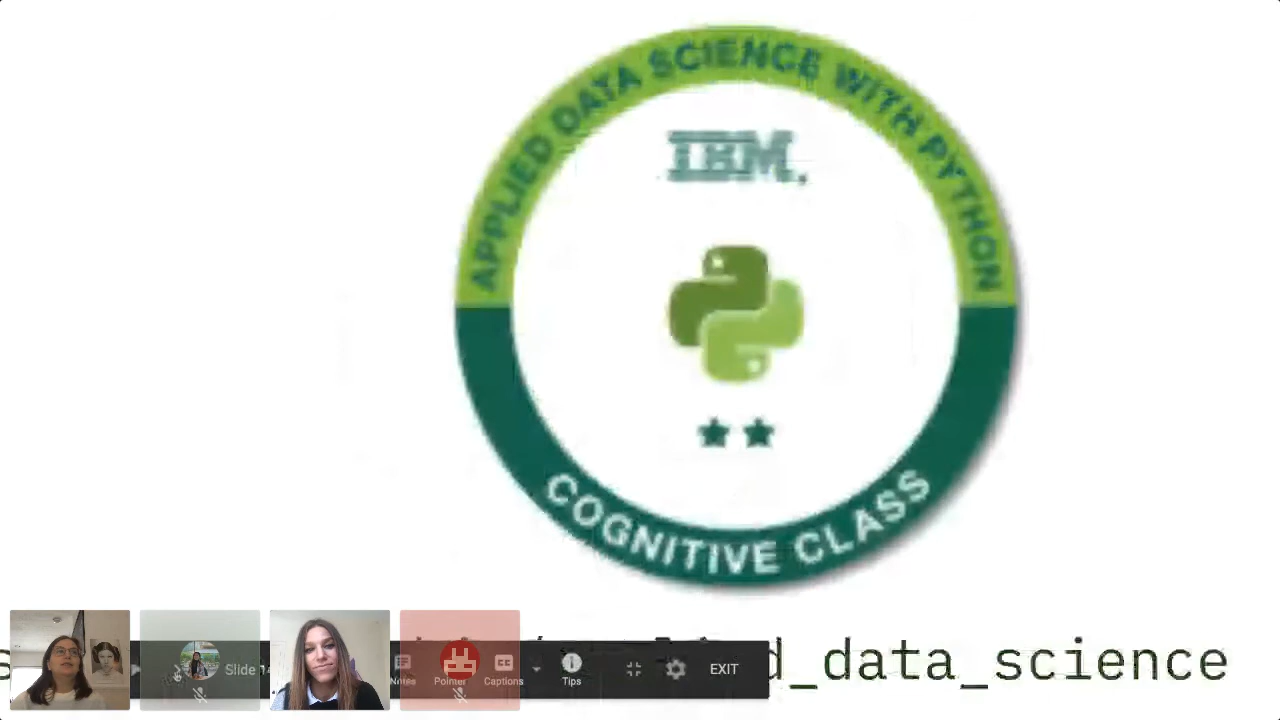 APPLIED DATA SCIENCE WITH PYTHON
IBM.
COGNITIVE CLASS
d_data_science
Slide
Notes
Pointer
Captions
Tips
EXIT